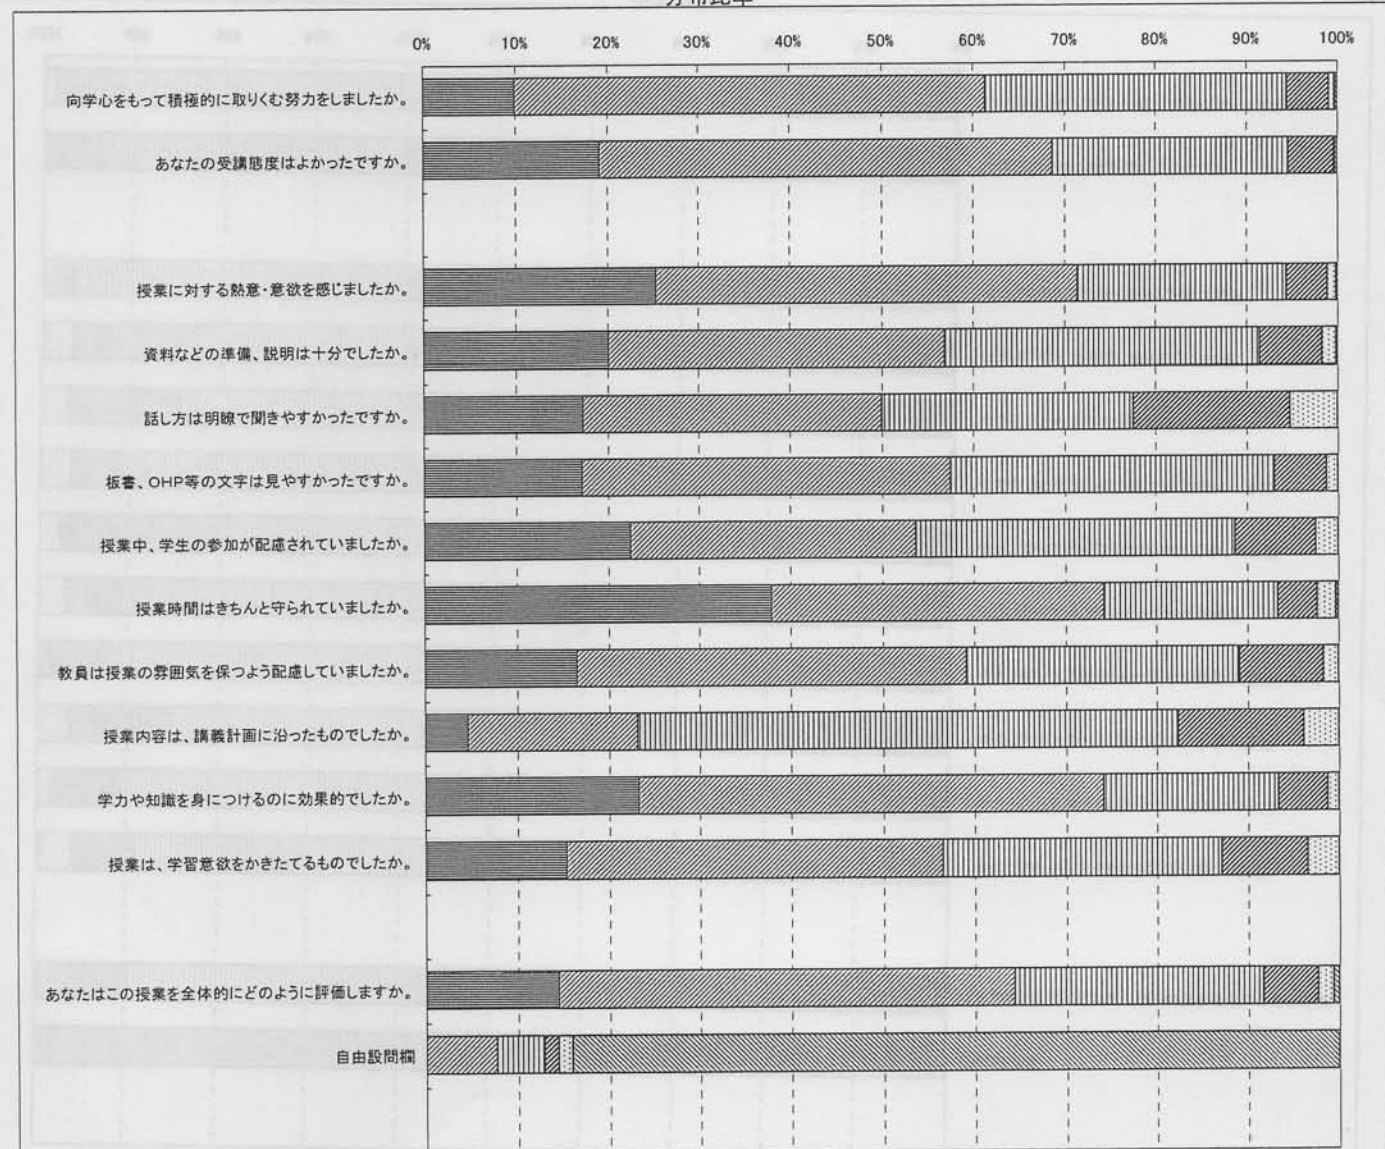 0% 10% 20% 30% 40% 50% 60% 70% 80% 90% 100%
向学心をもって積極的に取りくむ努力をしましたか。
あなたの受講態度はよかったですか。
授業に対する熱意・意欲を感じましたか。
資料などの準備、説明は十分でしたか。
話し方は明瞭で聞きやすかったですか。
板書、OHP等の文字は見やすかったですか。
授業中、学生の参加が配慮されていましたか。
授業時間はきちんと守られていましたか。
教員は授業の雰囲気を保つよう配慮していましたか。
授業内容は、講義計画に沿ったものでしたか。
学力や知識を身につけるのに効果的でしたか。
授業は、学習意欲をかきたてるものでしたか。
あなたはこの授業を全体的にどのように評価しますか。
自由設問欄